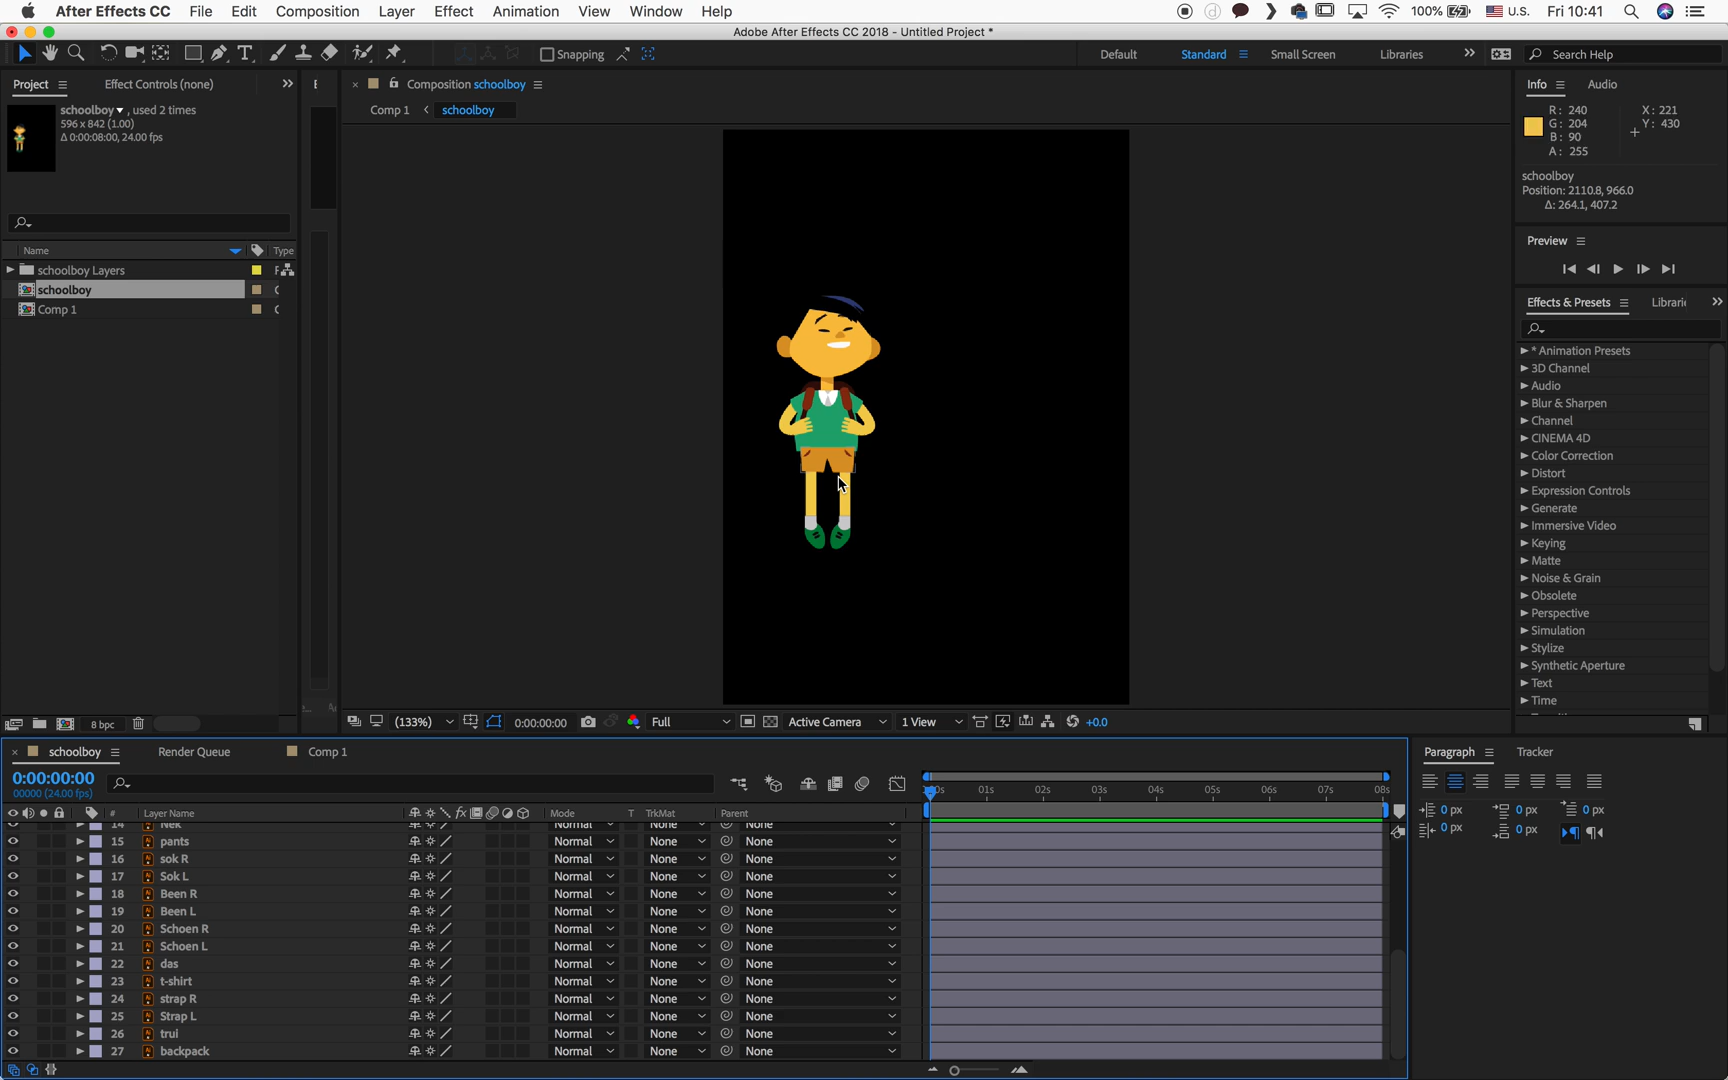 After Effects CC File Edit Composition Layer Effect Animation View Window Help 100% U.S. Fri 10:41
Adobe After Effects CC 2018 - Untitled Project *
Snapping Default Standard Small Screen Libraries Search Help
Project Effect Controls (none) E Composition schoolboy Info Audio
schoolboy , used 2 times
596 x 842 (1.00)
Δ 0:00:08:00, 24.00 fps
Comp 1 schoolboy
R: 240 X: 221
G: 204 Y: 430
B: 90
A: 255
schoolboy
Position: 2110.8, 966.0
Δ: 264.1, 407.2
Preview
Name Type
schoolboy Layers
schoolboy
Comp 1
Effects & Presets Librari
* Animation Presets
3D Channel
Audio
Blur & Sharpen
Channel
CINEMA 4D
Color Correction
Distort
Expression Controls
Generate
Immersive Video
Keying
Matte
Noise & Grain
Obsolete
Perspective
Simulation
Stylize
Synthetic Aperture
Text
Time
8 bpc
(133%) 0:00:00:00 Full Active Camera 1 View +0.0
schoolboy Render Queue Comp 1
0:00:00:00
00000 (24.00 fps)
# Layer Name Mode T TrkMat Parent
01s 02s 03s 04s 05s 06s 07s 08s
14 Nek Normal None None
15 pants Normal None None
16 sok R Normal None None
17 Sok L Normal None None
18 Been R Normal None None
19 Been L Normal None None
20 Schoen R Normal None None
21 Schoen L Normal None None
22 das Normal None None
23 t-shirt Normal None None
24 strap R Normal None None
25 Strap L Normal None None
26 trui Normal None None
27 backpack Normal None None
Paragraph Tracker
0 px 0 px 0 px
0 px 0 px